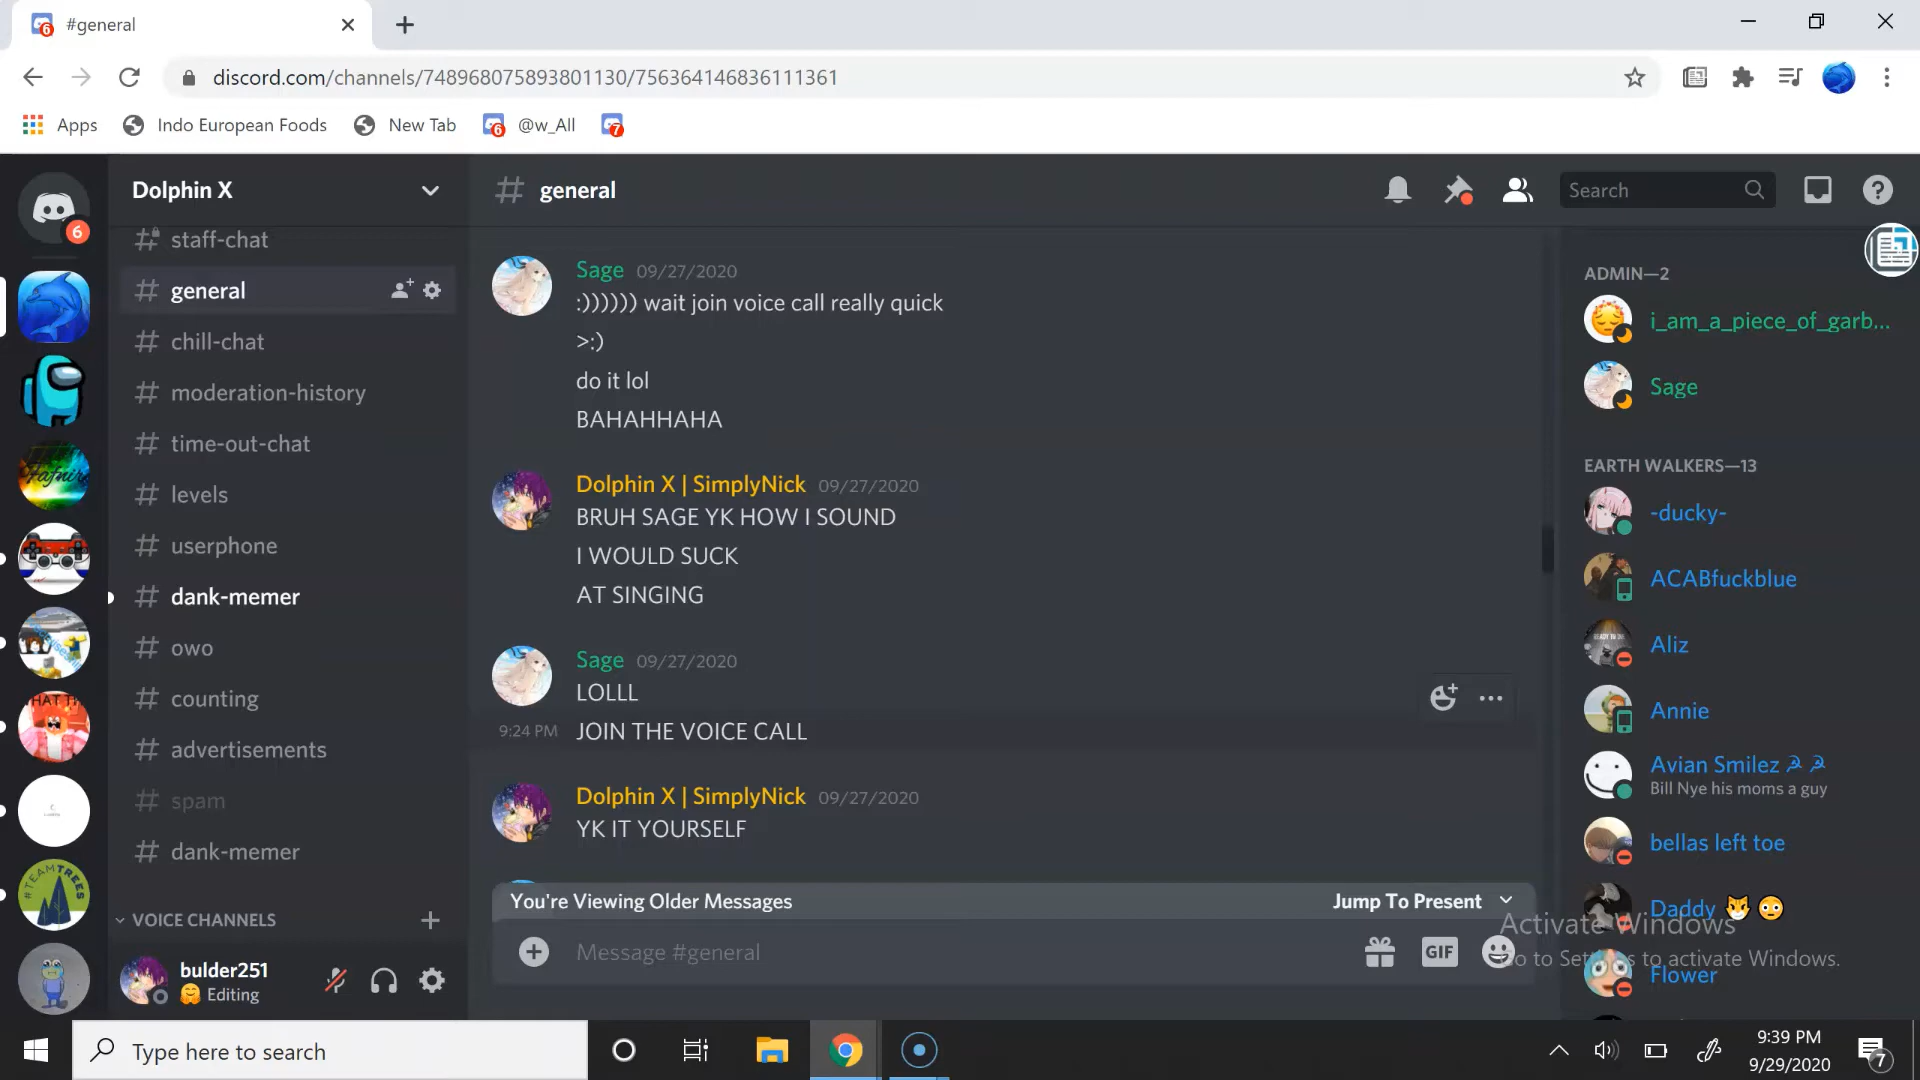 #general
discord.com/channels/748968075893801130/756364146836111361
Apps
Indo European Foods
New Tab
6
@w_All
7
Dolphin X
# general
Search
6
staff-chat
general
chill-chat
moderation-history
time-out-chat
levels
userphone
dank-memer
owo
counting
advertisements
spam
dank-memer
VOICE CHANNELS
bulder251
Editing
Fafnir
#TEAMTREES
Sage 09/27/2020
:)))))) wait join voice call really quick
>:)
do it lol
BAHAHHAHA
Dolphin X | SimplyNick 09/27/2020
BRUH SAGE YK HOW I SOUND
I WOULD SUCK
AT SINGING
Sage 09/27/2020
LOLLL
9:24 PM JOIN THE VOICE CALL
Dolphin X | SimplyNick 09/27/2020
YK IT YOURSELF
You're Viewing Older Messages Jump To Present
Message #general
GIF
ADMIN—2
i_am_a_piece_of_garb...
Sage
EARTH WALKERS—13
-ducky-
ACABfuckblue
Aliz
Annie
Avian Smilez ☭ ☭
Bill Nye his moms a guy
bellas left toe
Daddy 😼 😳
Flower
Activate Windows
Go to Settings to activate Windows.
Type here to search
9:39 PM
9/29/2020
7